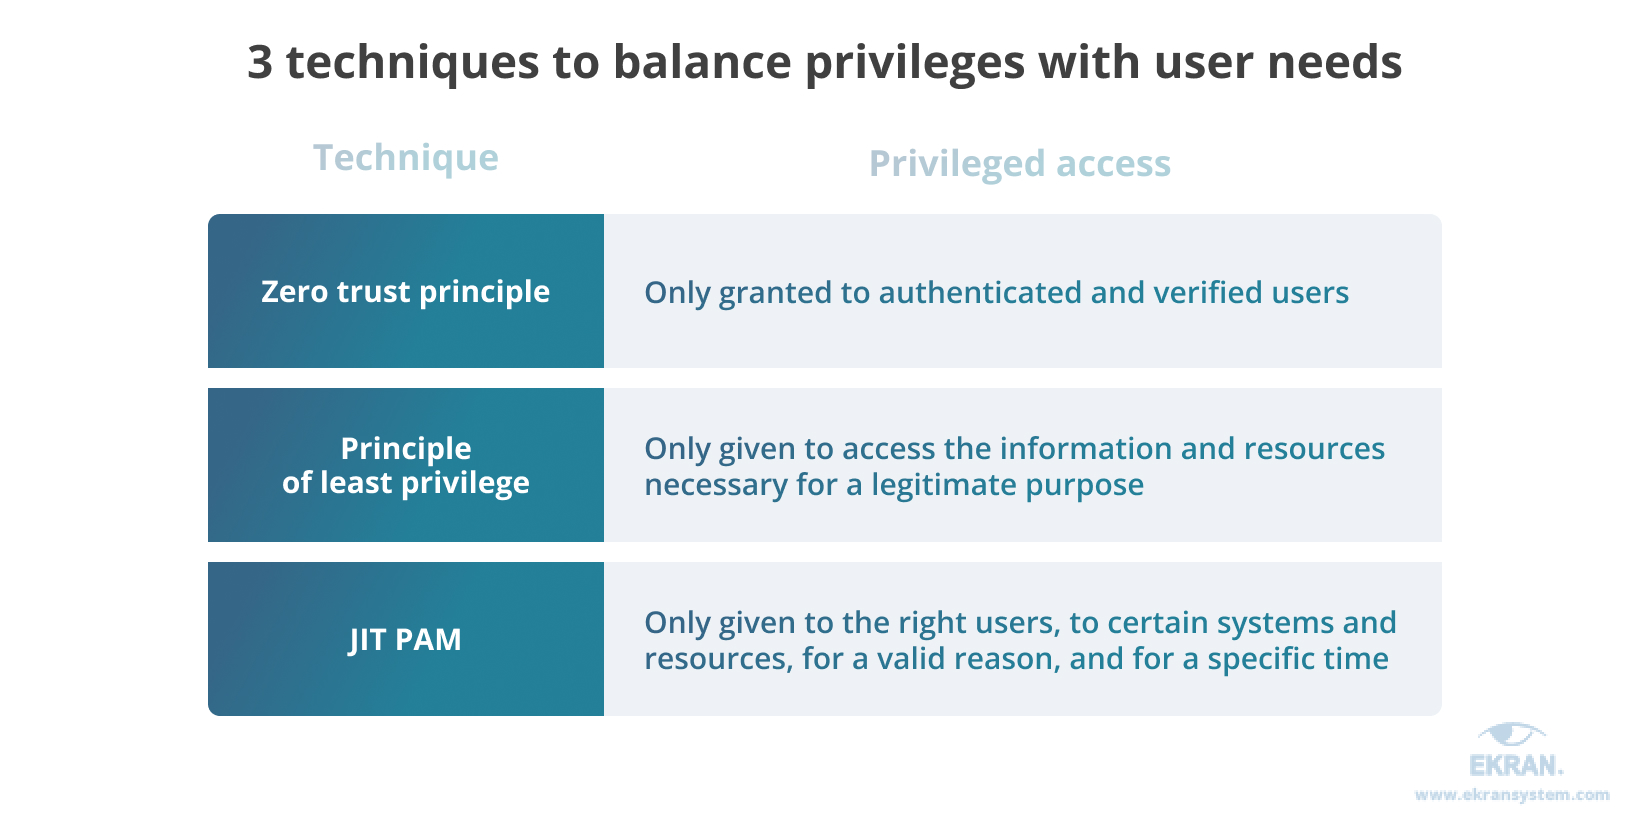 3 techniques to balance privileges with user needs
Technique
Privileged access
Zero trust principle
Only granted to authenticated and verified users
Principle
of least privilege
Only given to access the information and resources
necessary for a legitimate purpose
JIT PAM
Only given to the right users, to certain systems and
resources, for a valid reason, and for a specific time
EKRAN.
www.ekransystem.com